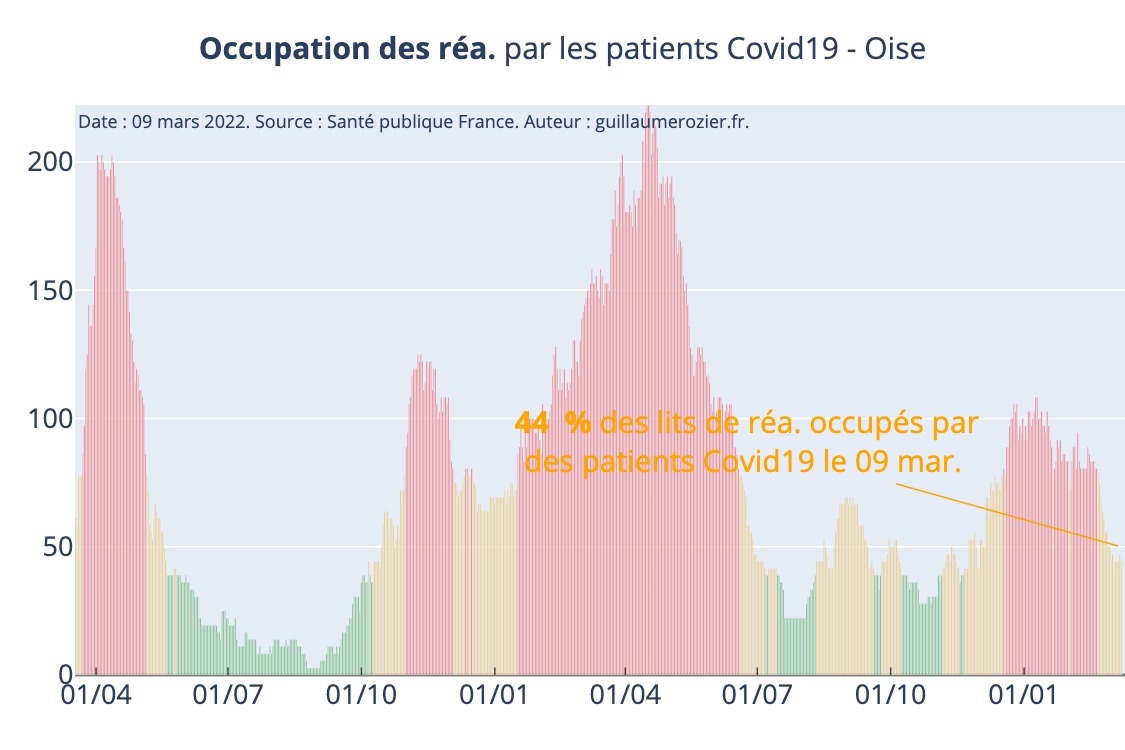 Occupation des réa. par les patients Covid19 - Oise
Date : 09 mars 2022. Source : Santé publique France. Auteur : guillaumerozier.fr.
200
150
100
44 % des lits de réa. occupés par
des patients Covid19 le 09 mar.
50
0
01/04 01/07 01/10 01/01 01/04 01/07 01/10 01/01